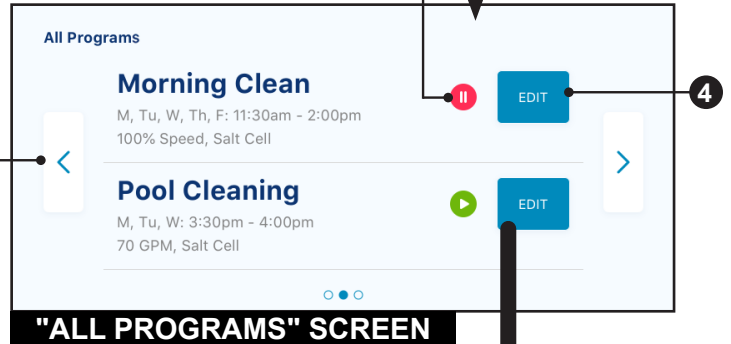 All Programs
Morning Clean
M, Tu, W, Th, F: 11:30am - 2:00pm
100% Speed, Salt Cell
EDIT
4
Pool Cleaning
M, Tu, W: 3:30pm - 4:00pm
70 GPM, Salt Cell
EDIT
"ALL PROGRAMS" SCREEN